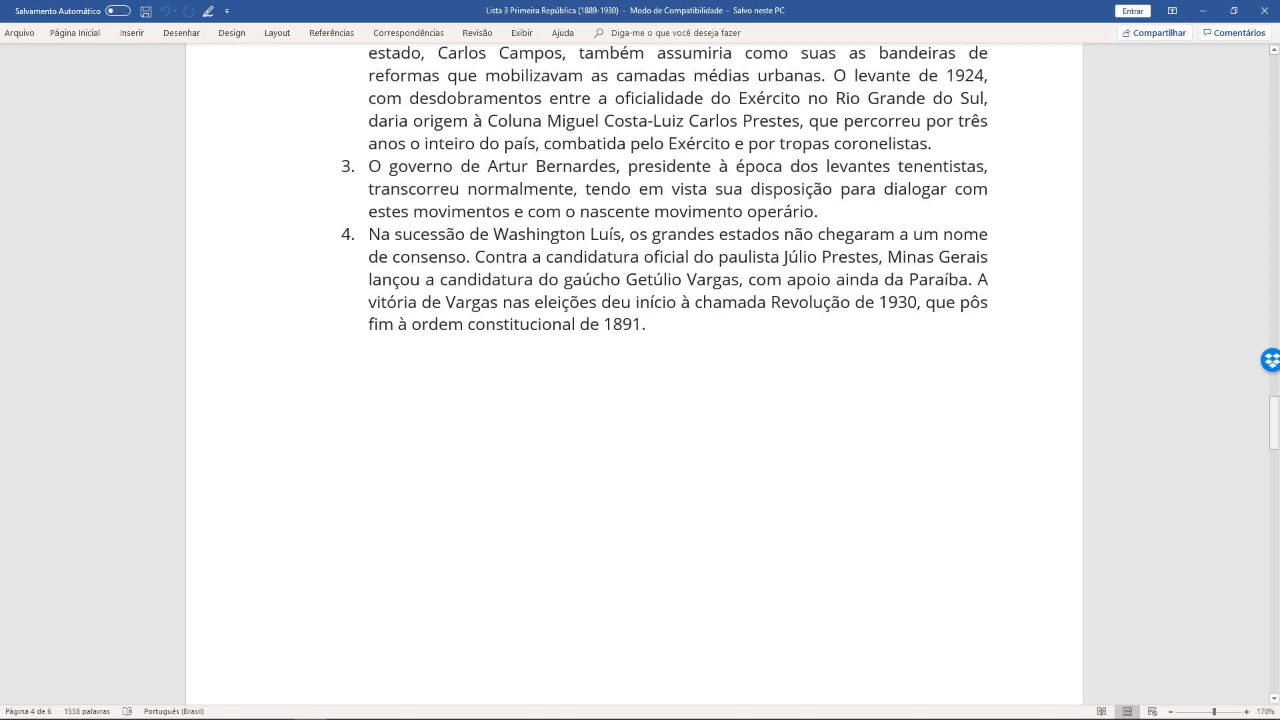 Salvamento Automático
Lista 3 Primeira República (1889-1930) - Modo de Compatibilidade - Salvo neste PC
Entrar
Arquivo Página Inicial Inserir Desenhar Design Layout Referências Correspondências Revisão Exibir Ajuda Diga-me o que você deseja fazer Compartilhar Comentários
estado, Carlos Campos, também assumiria como suas as bandeiras de
reformas que mobilizavam as camadas médias urbanas. O levante de 1924,
com desdobramentos entre a oficialidade do Exército no Rio Grande do Sul,
daria origem à Coluna Miguel Costa-Luiz Carlos Prestes, que percorreu por três
anos o inteiro do país, combatida pelo Exército e por tropas coronelistas.
3. O governo de Artur Bernardes, presidente à época dos levantes tenentistas,
transcorreu normalmente, tendo em vista sua disposição para dialogar com
estes movimentos e com o nascente movimento operário.
4. Na sucessão de Washington Luís, os grandes estados não chegaram a um nome
de consenso. Contra a candidatura oficial do paulista Júlio Prestes, Minas Gerais
lançou a candidatura do gaúcho Getúlio Vargas, com apoio ainda da Paraíba. A
vitória de Vargas nas eleições deu início à chamada Revolução de 1930, que pôs
fim à ordem constitucional de 1891.
Página 4 de 6 1558 palavras Português (Brasil) 170%